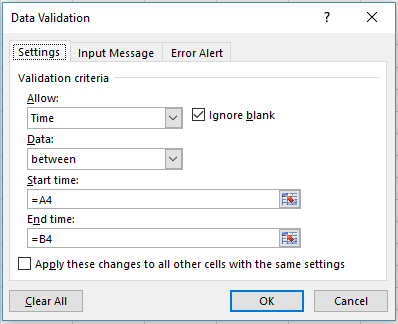 Data Validation ?
Settings Input Message Error Alert
Validation criteria
Allow:
Time Ignore blank
Data:
between
Start time:
=A4
End time:
=B4
Apply these changes to all other cells with the same settings
Clear All OK Cancel